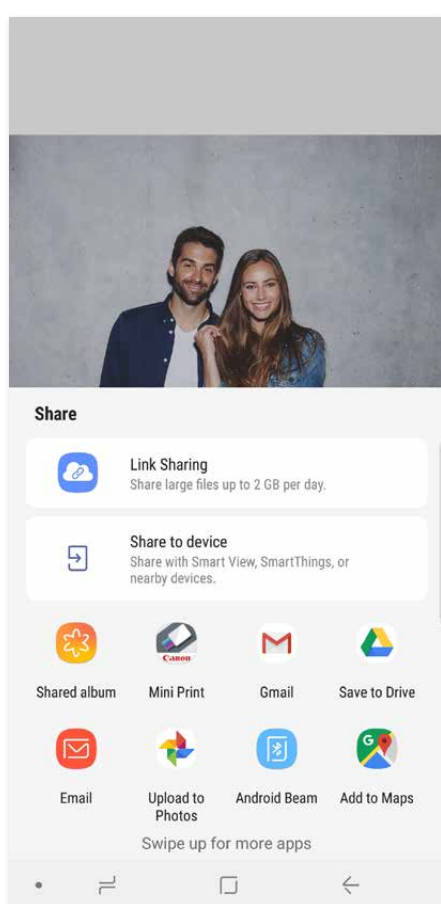 Share
Link Sharing
Share large files up to 2 GB per day.
Share to device
Share with Smart View, SmartThings, or
nearby devices.
Canon
G
Shared album
Mini Print
Gmail
Save to Drive
Email
Upload to
Photos
Android Beam
Add to Maps
Swipe up for more apps